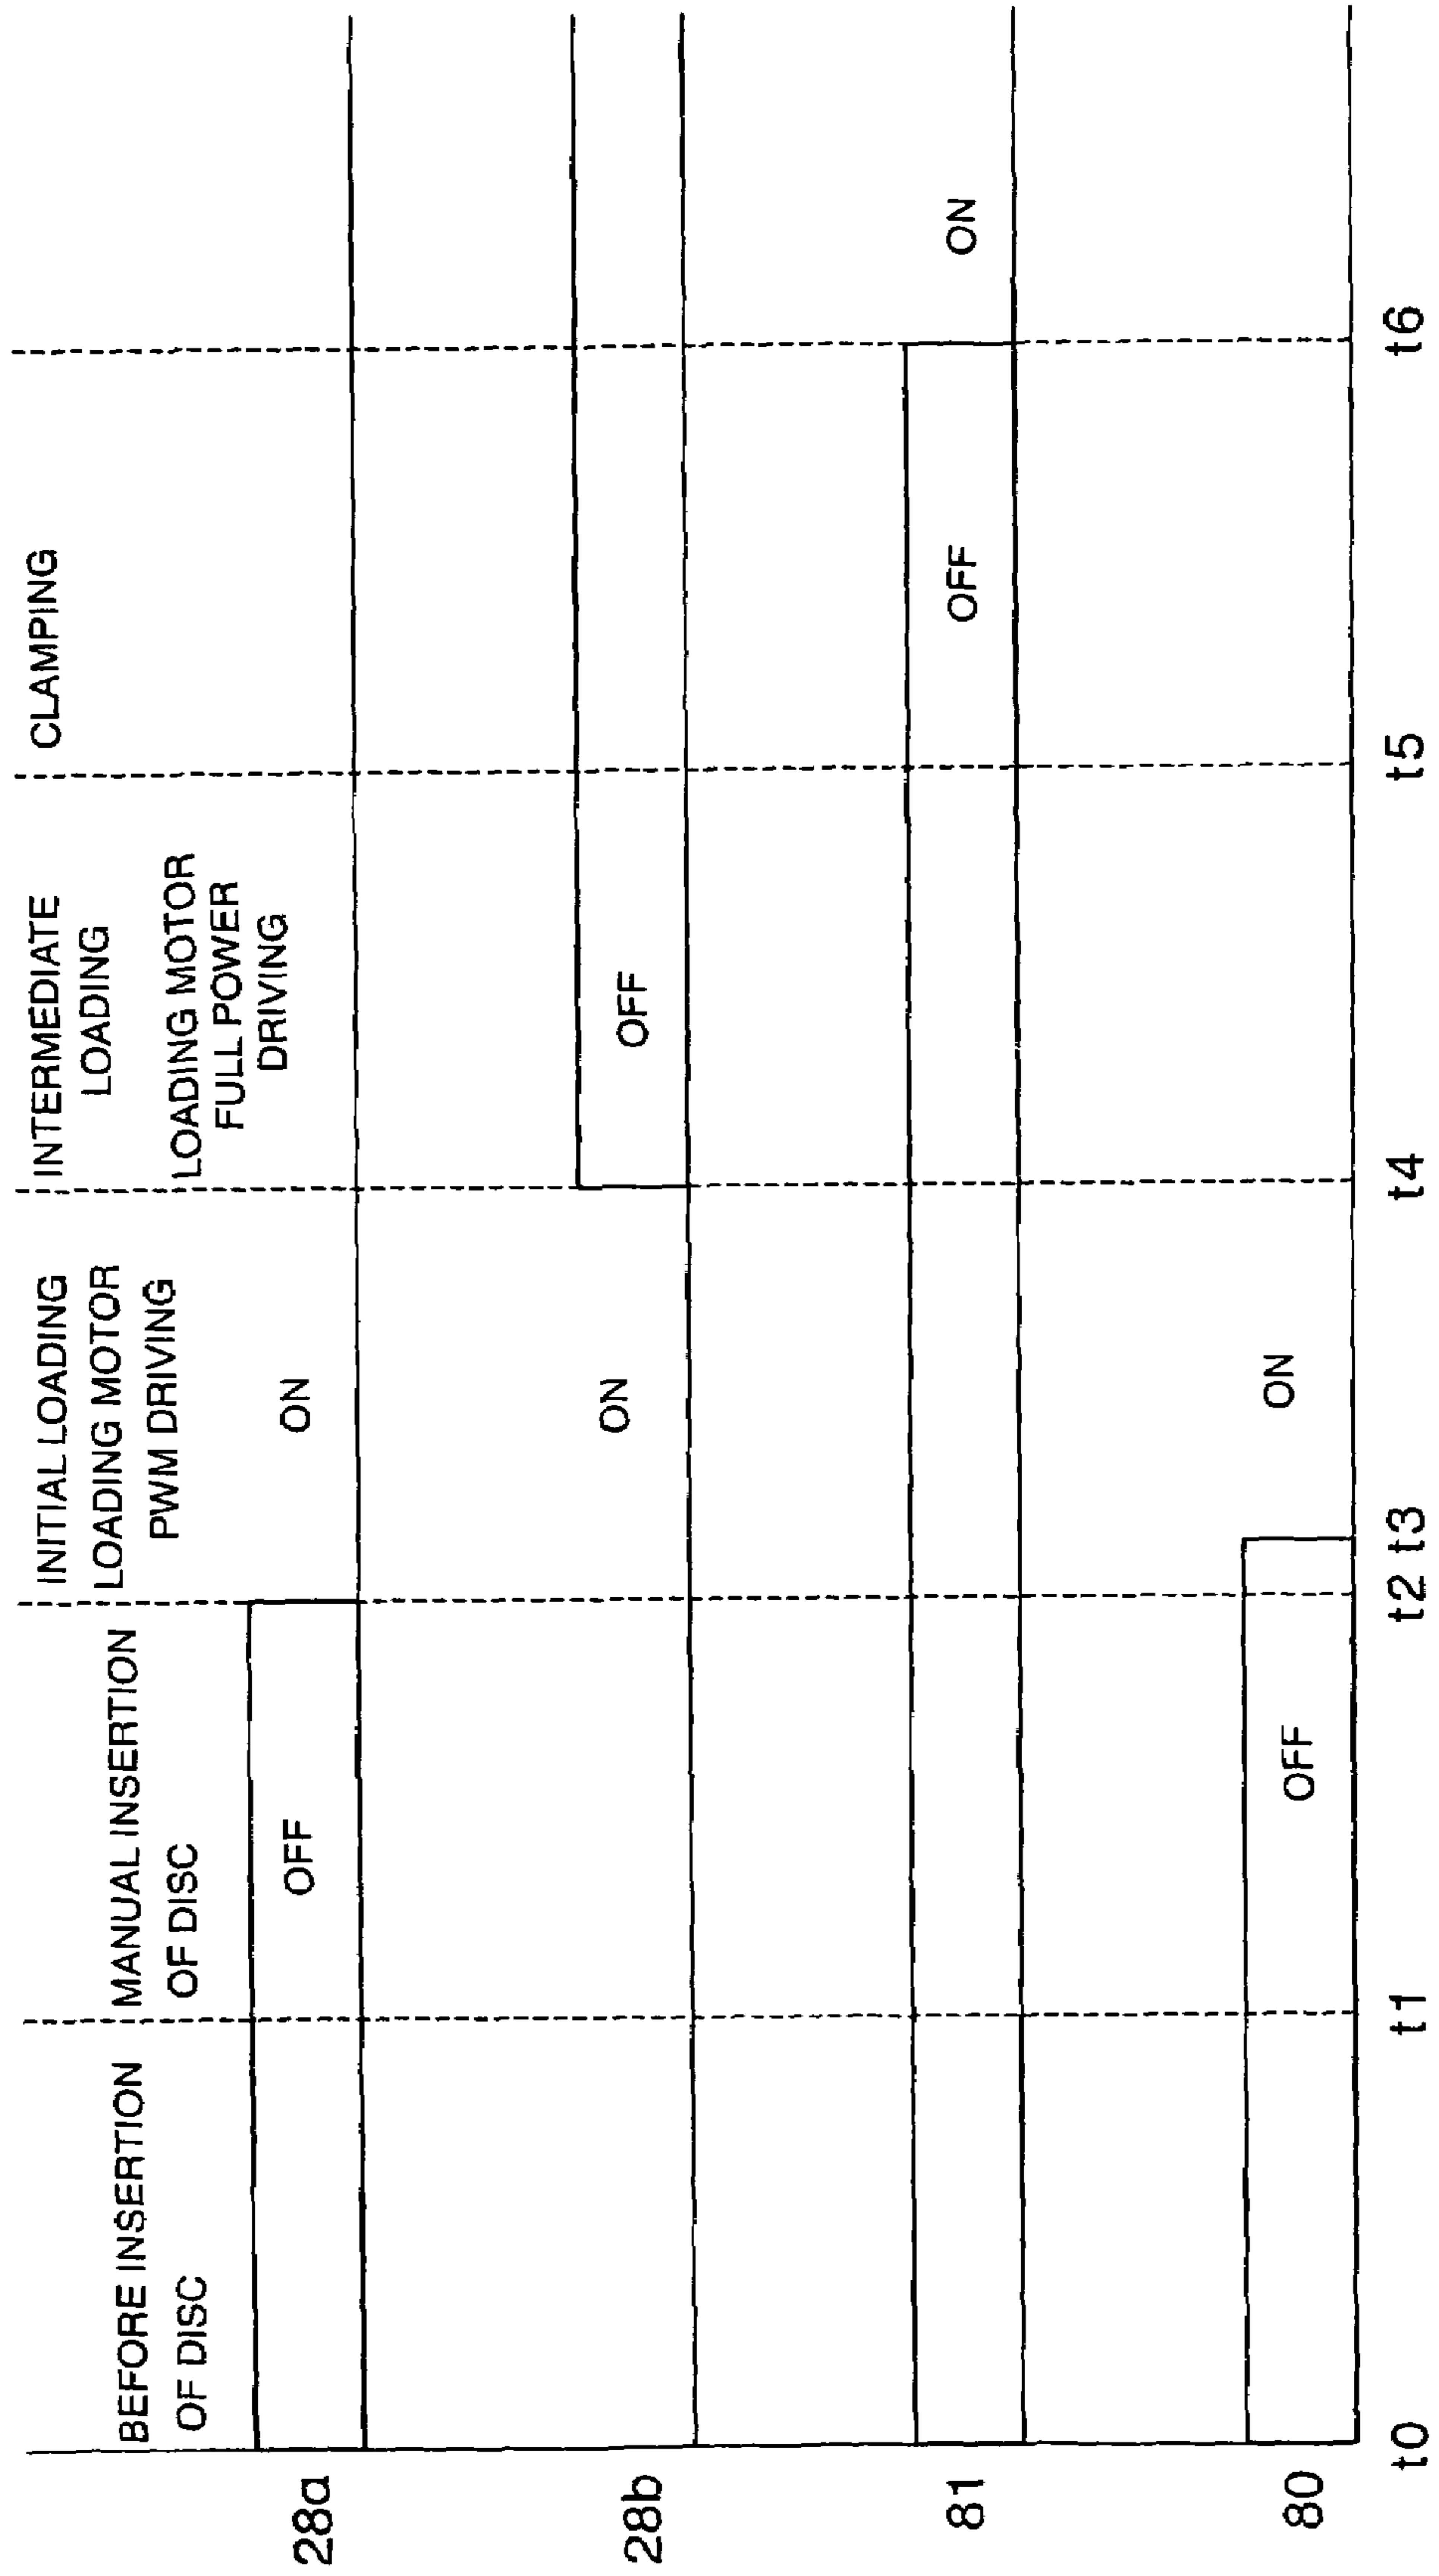 BEFORE INSERTION
OF DISC
MANUAL INSERTION
OF DISC
INITIAL LOADING
LOADING MOTOR
PWM DRIVING
INTERMEDIATE
LOADING
LOADING MOTOR
FULL POWER
DRIVING
CLAMPING
28a
OFF
ON
28b
ON
OFF
81
OFF
ON
80
OFF
ON
t0
t1
t2
t3
t4
t5
t6